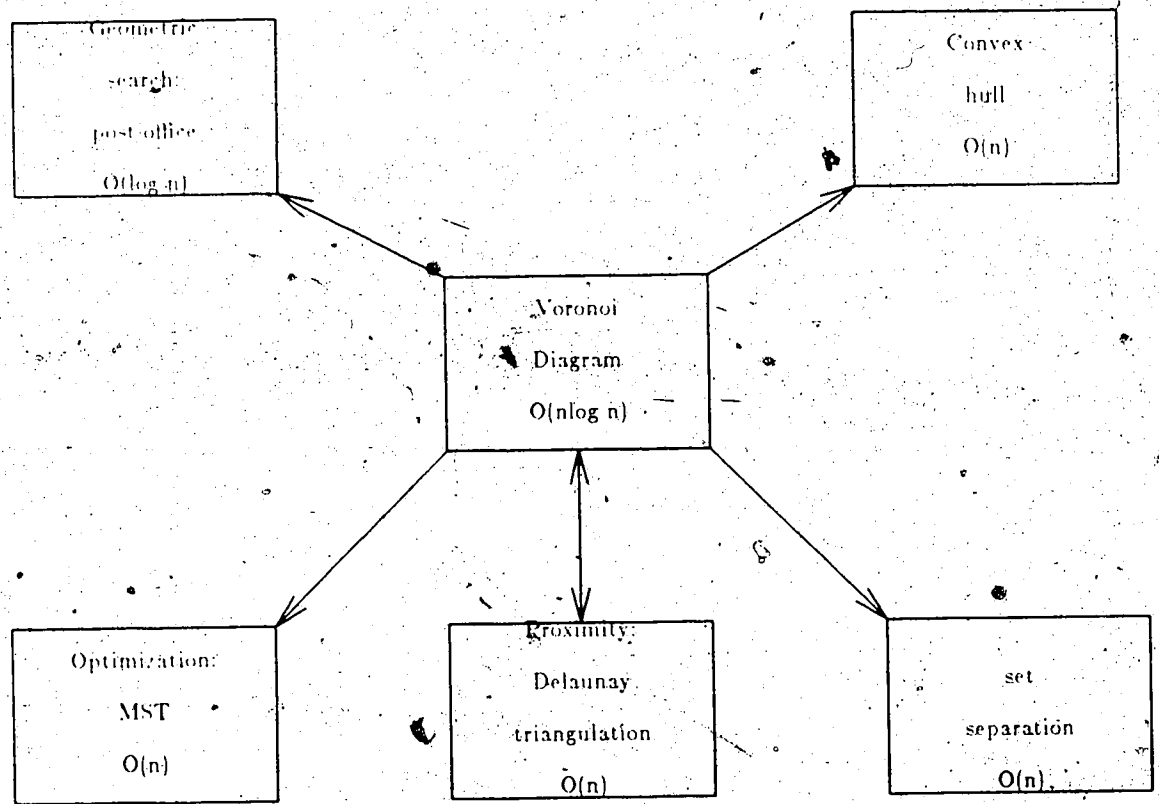 Geometric
search:
post-office
O(log n)
Convex
hull
O(n)
Voronoi
Diagram
O(nlog n)
Optimization:
MST
O(n)
Proximity:
Delaunay
triangulation
O(n)
set
separation
O(n)